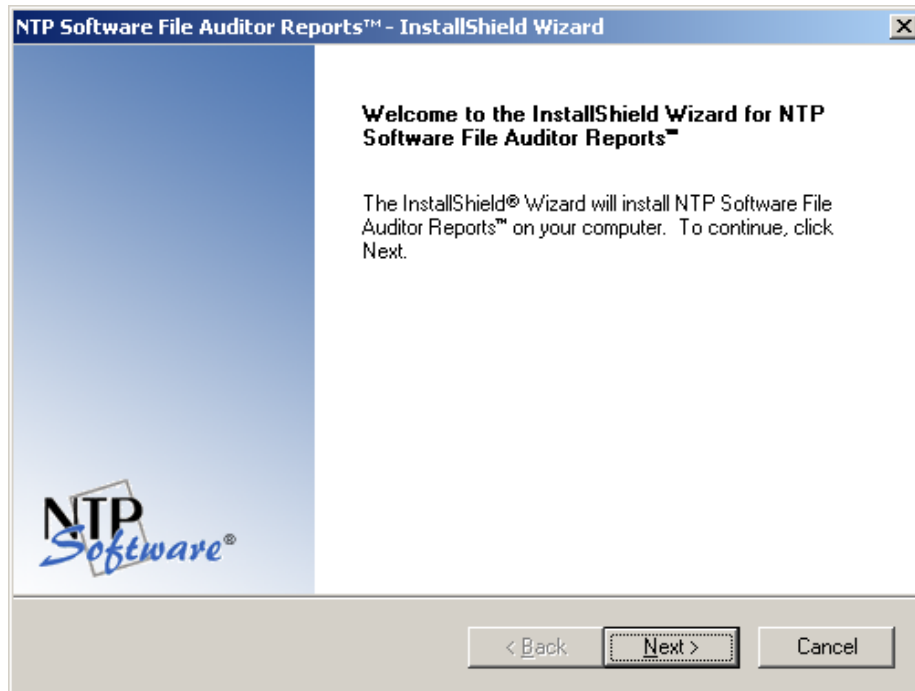 NTP Software File Auditor Reports™ - InstallShield Wizard
Welcome to the InstallShield Wizard for NTP
Software File Auditor Reports™
The InstallShield® Wizard will install NTP Software File
Auditor Reports™ on your computer. To continue, click
Next.
NTP
Software®
< Back
Next >
Cancel